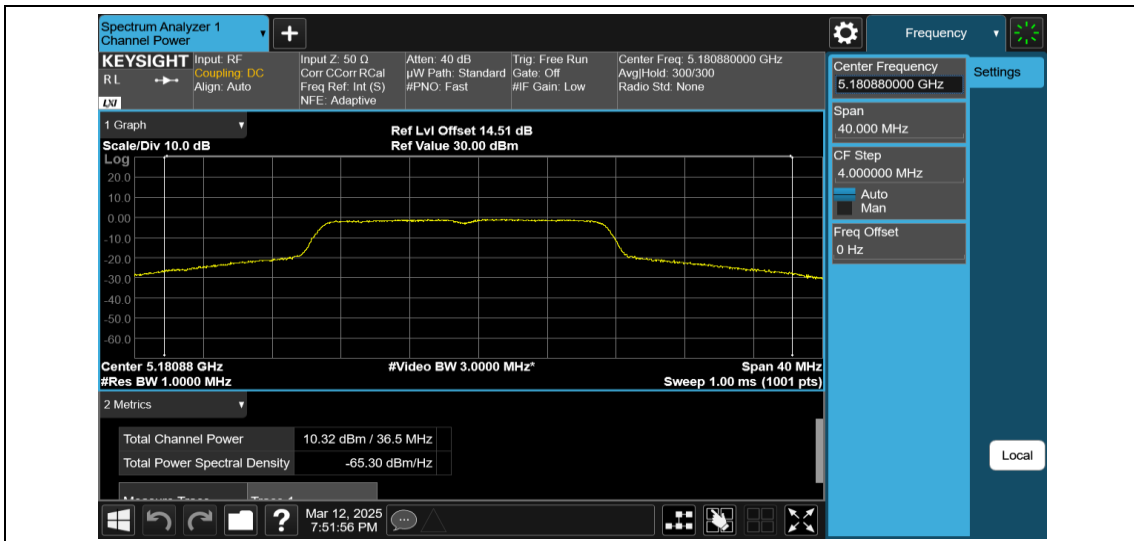 Spectrum Analyzer 1
Channel Power
Frequency
KEYSIGHT
R L
LXI
Input: RF
Coupling: DC
Align: Auto
Input Z: 50 Ω
Corr CCorr RCal
Freq Ref: Int (S)
NFE: Adaptive
Atten: 40 dB
µW Path: Standard
#PNO: Fast
Trig: Free Run
Gate: Off
#IF Gain: Low
Center Freq: 5.180880000 GHz
Avg|Hold: 300/300
Radio Std: None
Center Frequency
5.180880000 GHz
Settings
Span
40.000 MHz
CF Step
4.000000 MHz
Auto
Man
Freq Offset
0 Hz
Local
1 Graph
Scale/Div 10.0 dB
Ref Lvl Offset 14.51 dB
Ref Value 30.00 dBm
Log
20.0
10.0
0.00
-10.0
-20.0
-30.0
-40.0
-50.0
-60.0
Center 5.18088 GHz
#Video BW 3.0000 MHz*
Span 40 MHz
#Res BW 1.0000 MHz
Sweep 1.00 ms (1001 pts)
2 Metrics
Total Channel Power 10.32 dBm / 36.5 MHz
Total Power Spectral Density -65.30 dBm/Hz
Mar 12, 2025
7:51:56 PM